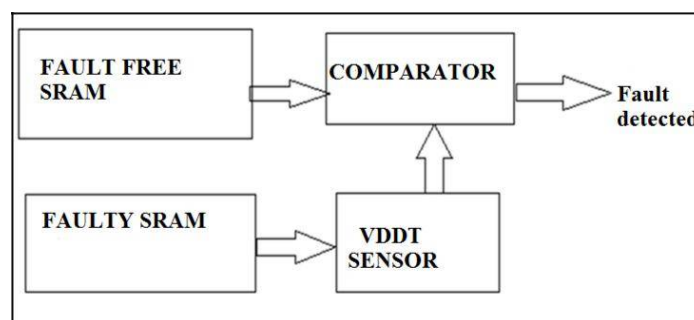 FAULT FREE
SRAM
COMPARATOR
Fault
detected
FAULTY SRAM
VDDT
SENSOR